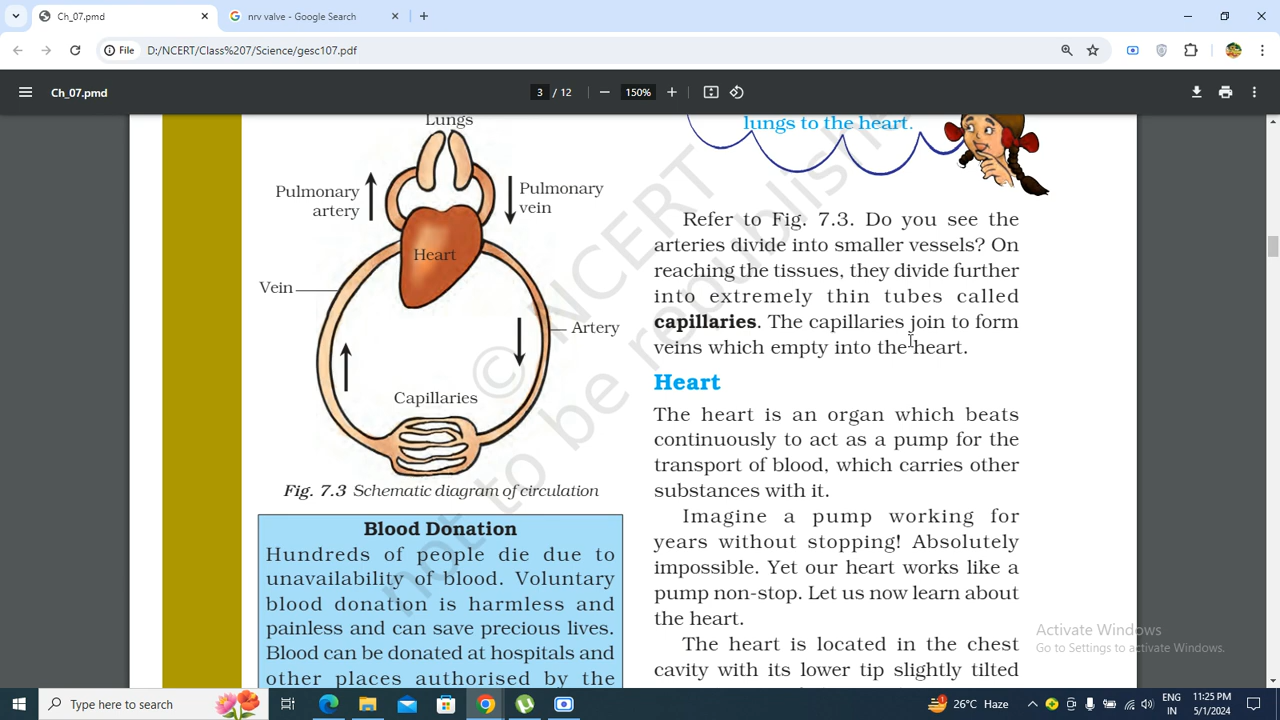 Ch_07.pmd
nrv valve - Google Search
File
D:/NCERT/Class%207/Science/gesc107.pdf
Ch_07.pmd
3 / 12
150%
Lungs
Pulmonary
artery
Pulmonary
vein
Heart
Vein
Artery
Capillaries
Fig. 7.3 Schematic diagram of circulation
Blood Donation
Hundreds of people die due to
unavailability of blood. Voluntary
blood donation is harmless and
painless and can save precious lives.
Blood can be donated at hospitals and
other places authorised by the
lungs to the heart.
Refer to Fig. 7.3. Do you see the
arteries divide into smaller vessels? On
reaching the tissues, they divide further
into extremely thin tubes called
capillaries. The capillaries join to form
veins which empty into the heart.
Heart
The heart is an organ which beats
continuously to act as a pump for the
transport of blood, which carries other
substances with it.
Imagine a pump working for
years without stopping! Absolutely
impossible. Yet our heart works like a
pump non-stop. Let us now learn about
the heart.
The heart is located in the chest
cavity with its lower tip slightly tilted
© NCERT
not to be republish
Activate Windows
Go to Settings to activate Windows.
Type here to search
26°C Haze
ENG
IN
11:25 PM
5/1/2024